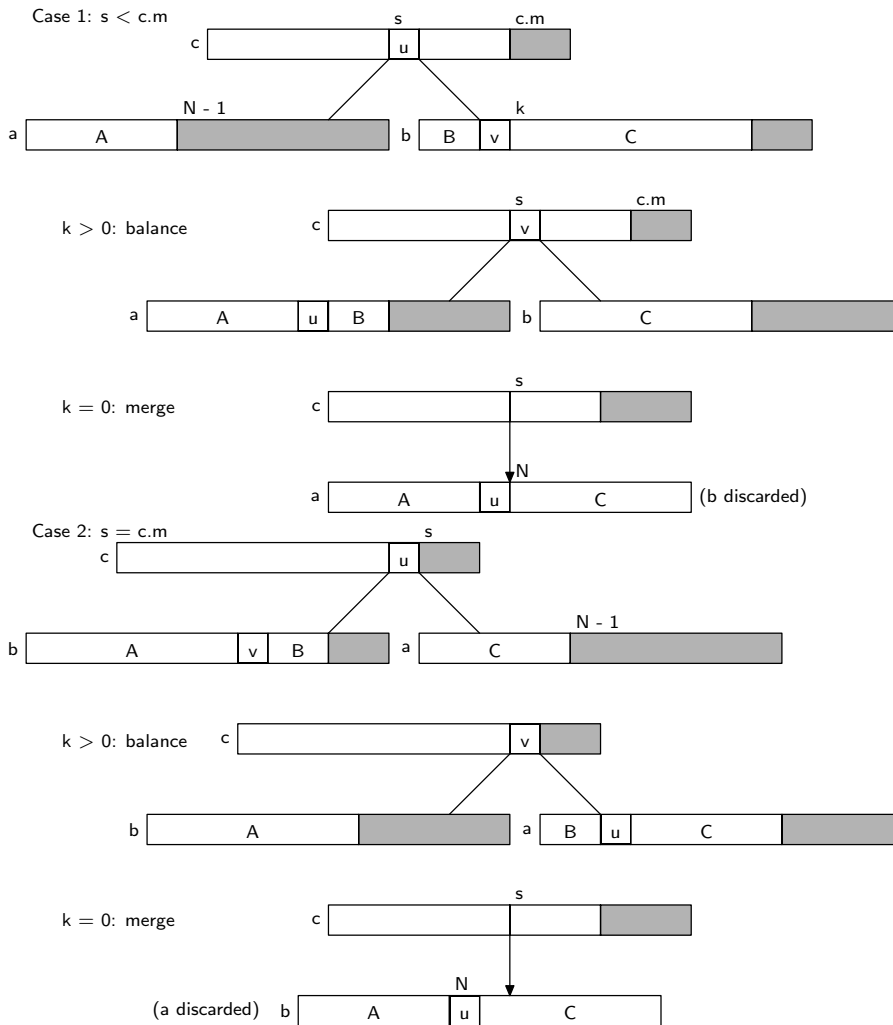 Case 1: s < c.m
s c.m
c u
N - 1 k
a A b B v C
s c.m
k > 0: balance c v
a A u B b C
s
k = 0: merge c
N
a A u C (b discarded)
Case 2: s = c.m s
c u
N - 1
b A v B a C
k > 0: balance c v
b A a B u C
s
k = 0: merge c
N
(a discarded) b A u C